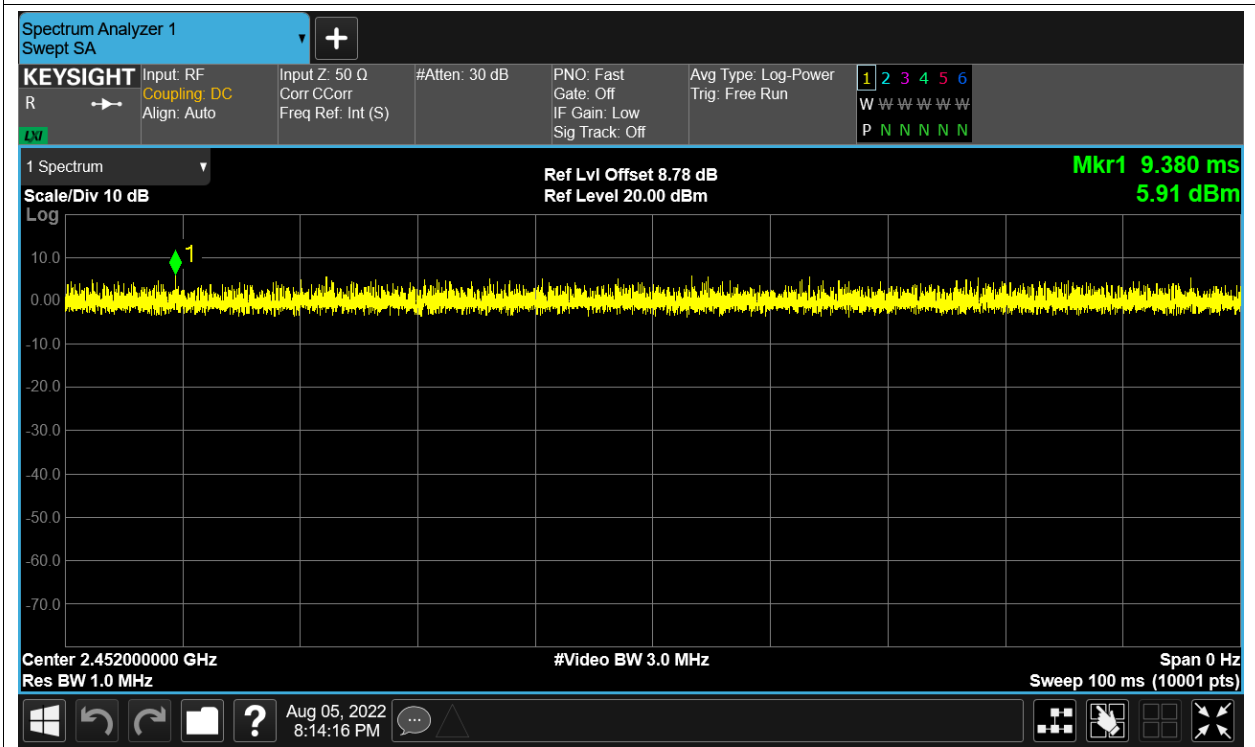 Spectrum Analyzer 1
Swept SA
KEYSIGHT
R
LXI
Input: RF
Coupling: DC
Align: Auto
Input Z: 50 Ω
Corr CCorr
Freq Ref: Int (S)
#Atten: 30 dB
PNO: Fast
Gate: Off
IF Gain: Low
Sig Track: Off
Avg Type: Log-Power
Trig: Free Run
1 2 3 4 5 6
W W W W W W
P N N N N N
1 Spectrum
Scale/Div 10 dB
Log
Ref Lvl Offset 8.78 dB
Ref Level 20.00 dBm
Mkr1 9.380 ms
5.91 dBm
1
10.0
0.00
-10.0
-20.0
-30.0
-40.0
-50.0
-60.0
-70.0
Center 2.452000000 GHz
Res BW 1.0 MHz
#Video BW 3.0 MHz
Span 0 Hz
Sweep 100 ms (10001 pts)
?
Aug 05, 2022
8:14:16 PM